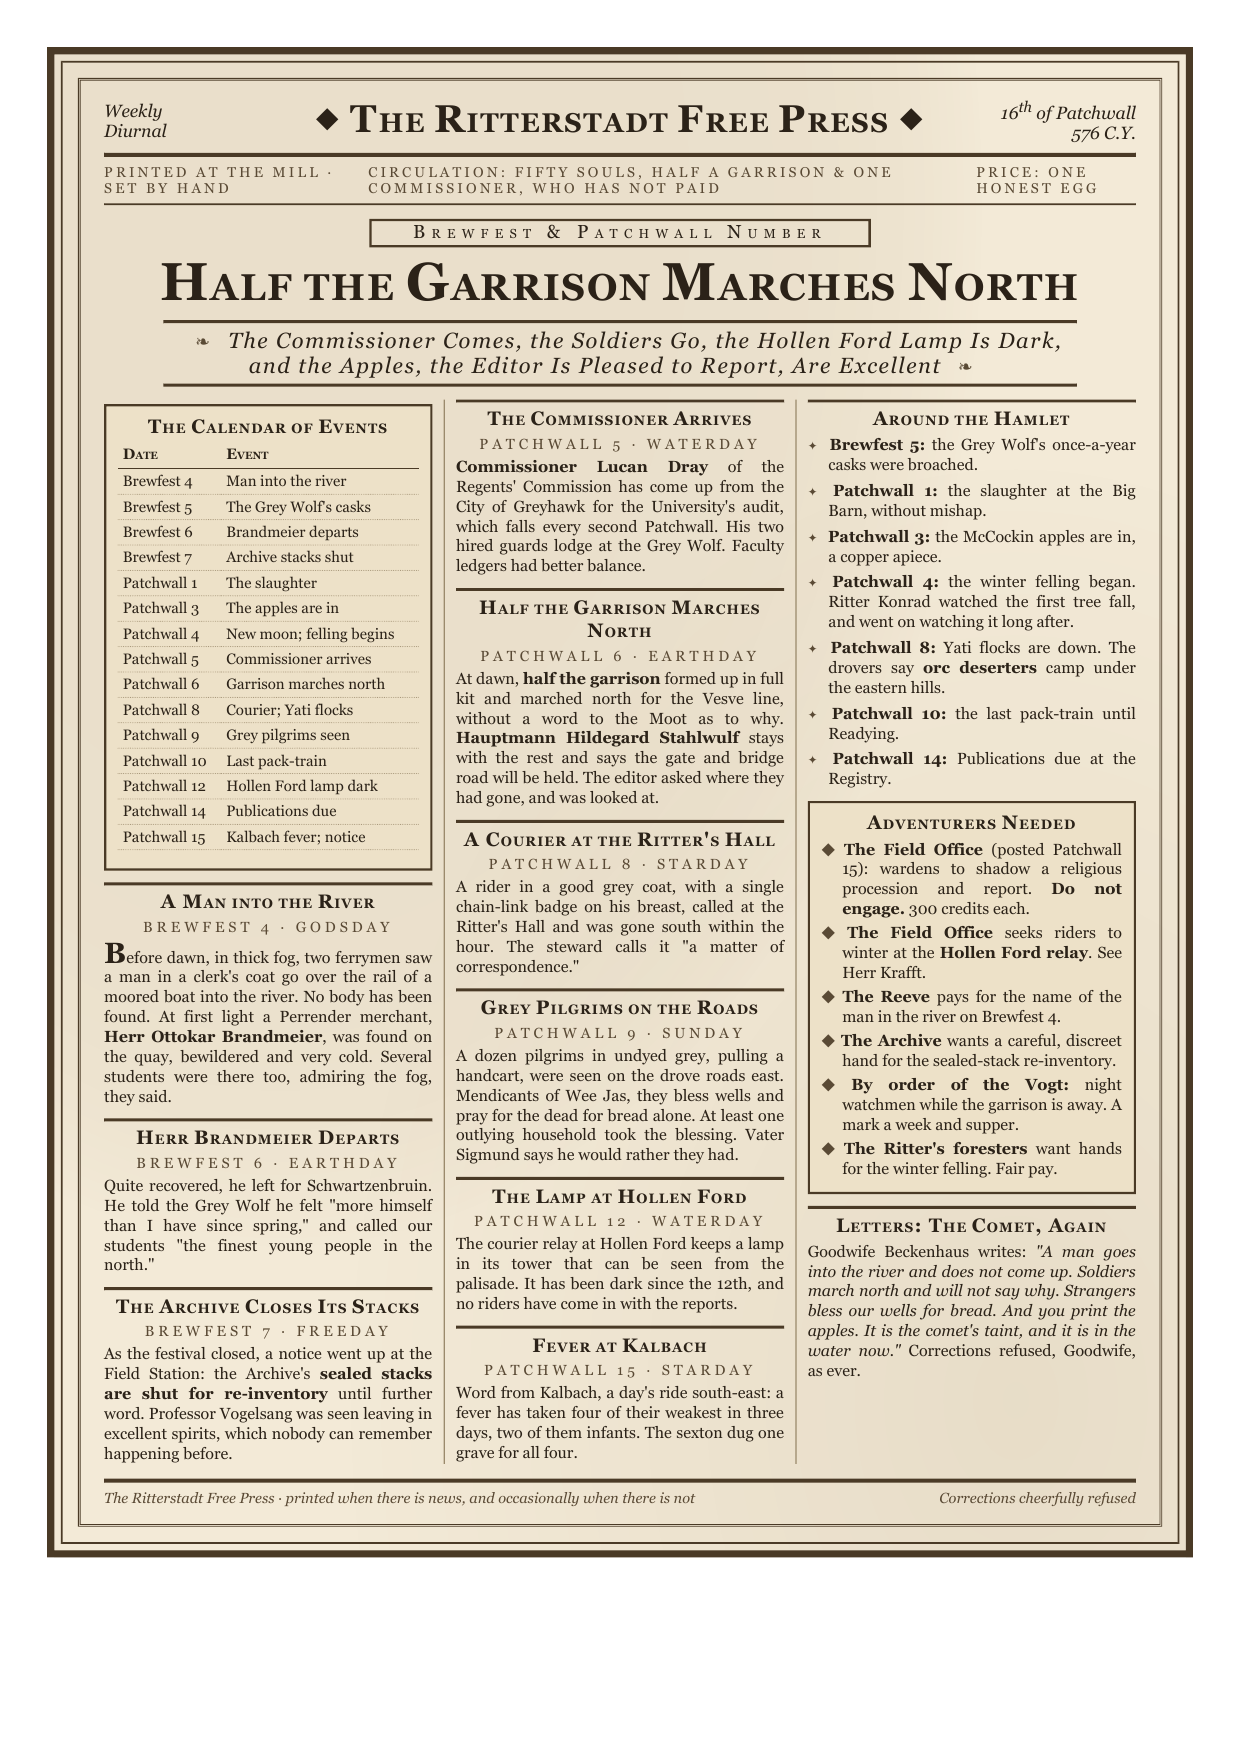 Weekly
Diurnal
◆ The Ritterstadt Free Press ◆
16th of Patchwall
576 C.Y.
PRINTED AT THE MILL ·
SET BY HAND
CIRCULATION: FIFTY SOULS, HALF A GARRISON & ONE
COMMISSIONER, WHO HAS NOT PAID
PRICE: ONE
HONEST EGG
Brewfest & Patchwall Number
Half the Garrison Marches North
❧ The Commissioner Comes, the Soldiers Go, the Hollen Ford Lamp Is Dark,
and the Apples, the Editor Is Pleased to Report, Are Excellent ❧
The Calendar of Events
Date Event
Brewfest 4 Man into the river
Brewfest 5 The Grey Wolf's casks
Brewfest 6 Brandmeier departs
Brewfest 7 Archive stacks shut
Patchwall 1 The slaughter
Patchwall 3 The apples are in
Patchwall 4 New moon; felling begins
Patchwall 5 Commissioner arrives
Patchwall 6 Garrison marches north
Patchwall 8 Courier; Yati flocks
Patchwall 9 Grey pilgrims seen
Patchwall 10 Last pack-train
Patchwall 12 Hollen Ford lamp dark
Patchwall 14 Publications due
Patchwall 15 Kalbach fever; notice
A Man into the River
BREWFEST 4 · GODSDAY
Before dawn, in thick fog, two ferrymen saw
a man in a clerk's coat go over the rail of a
moored boat into the river. No body has been
found. At first light a Perrender merchant,
Herr Ottokar Brandmeier, was found on
the quay, bewildered and very cold. Several
students were there too, admiring the fog,
they said.
Herr Brandmeier Departs
BREWFEST 6 · EARTHDAY
Quite recovered, he left for Schwartzenbruin.
He told the Grey Wolf he felt "more himself
than I have since spring," and called our
students "the finest young people in the
north."
The Archive Closes Its Stacks
BREWFEST 7 · FREEDAY
As the festival closed, a notice went up at the
Field Station: the Archive's sealed stacks
are shut for re-inventory until further
word. Professor Vogelsang was seen leaving in
excellent spirits, which nobody can remember
happening before.
The Commissioner Arrives
PATCHWALL 5 · WATERDAY
Commissioner Lucan Dray of the
Regents' Commission has come up from the
City of Greyhawk for the University's audit,
which falls every second Patchwall. His two
hired guards lodge at the Grey Wolf. Faculty
ledgers had better balance.
Half the Garrison Marches
North
PATCHWALL 6 · EARTHDAY
At dawn, half the garrison formed up in full
kit and marched north for the Vesve line,
without a word to the Moot as to why.
Hauptmann Hildegard Stahlwulf stays
with the rest and says the gate and bridge
road will be held. The editor asked where they
had gone, and was looked at.
A Courier at the Ritter's Hall
PATCHWALL 8 · STARDAY
A rider in a good grey coat, with a single
chain-link badge on his breast, called at the
Ritter's Hall and was gone south within the
hour. The steward calls it "a matter of
correspondence."
Grey Pilgrims on the Roads
PATCHWALL 9 · SUNDAY
A dozen pilgrims in undyed grey, pulling a
handcart, were seen on the drove roads east.
Mendicants of Wee Jas, they bless wells and
pray for the dead for bread alone. At least one
outlying household took the blessing. Vater
Sigmund says he would rather they had.
The Lamp at Hollen Ford
PATCHWALL 12 · WATERDAY
The courier relay at Hollen Ford keeps a lamp
in its tower that can be seen from the
palisade. It has been dark since the 12th, and
no riders have come in with the reports.
Fever at Kalbach
PATCHWALL 15 · STARDAY
Word from Kalbach, a day's ride south-east: a
fever has taken four of their weakest in three
days, two of them infants. The sexton dug one
grave for all four.
Around the Hamlet
✦ Brewfest 5: the Grey Wolf's once-a-year
casks were broached.
✦ Patchwall 1: the slaughter at the Big
Barn, without mishap.
✦ Patchwall 3: the McCockin apples are in,
a copper apiece.
✦ Patchwall 4: the winter felling began.
Ritter Konrad watched the first tree fall,
and went on watching it long after.
✦ Patchwall 8: Yati flocks are down. The
drovers say orc deserters camp under
the eastern hills.
✦ Patchwall 10: the last pack-train until
Readying.
✦ Patchwall 14: Publications due at the
Registry.
Adventurers Needed
◆ The Field Office (posted Patchwall
15): wardens to shadow a religious
procession and report. Do not
engage. 300 credits each.
◆ The Field Office seeks riders to
winter at the Hollen Ford relay. See
Herr Krafft.
◆ The Reeve pays for the name of the
man in the river on Brewfest 4.
◆ The Archive wants a careful, discreet
hand for the sealed-stack re-inventory.
◆ By order of the Vogt: night
watchmen while the garrison is away. A
mark a week and supper.
◆ The Ritter's foresters want hands
for the winter felling. Fair pay.
Letters: The Comet, Again
Goodwife Beckenhaus writes: "A man goes
into the river and does not come up. Soldiers
march north and will not say why. Strangers
bless our wells for bread. And you print the
apples. It is the comet's taint, and it is in the
water now." Corrections refused, Goodwife,
as ever.
The Ritterstadt Free Press · printed when there is news, and occasionally when there is not
Corrections cheerfully refused